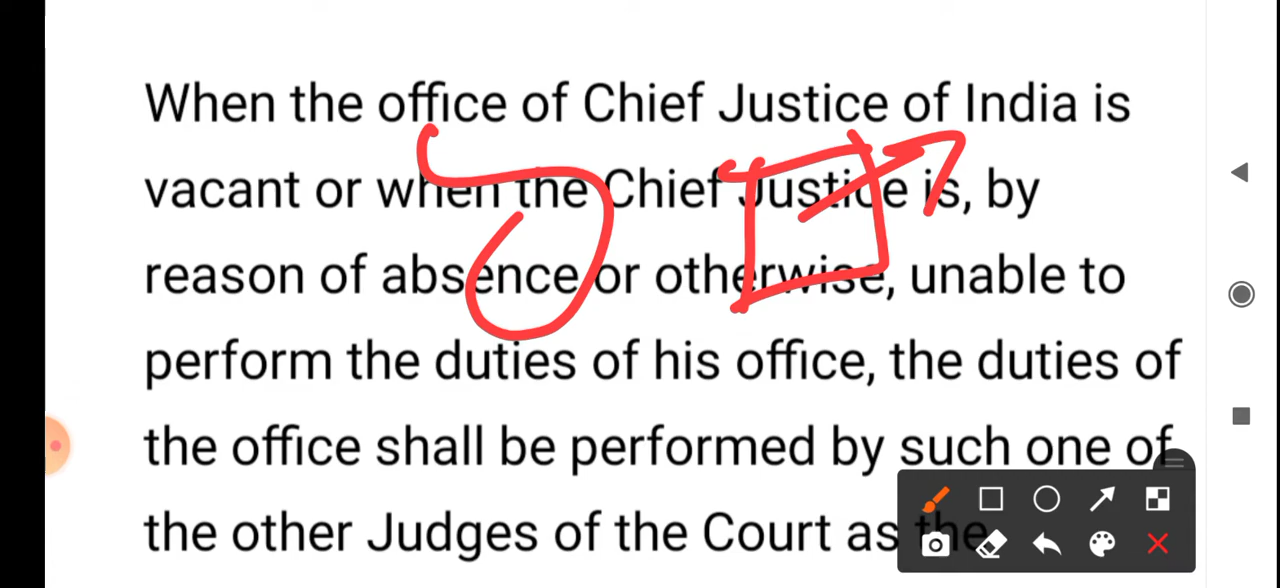 When the office of Chief Justice of India is
vacant or when the Chief Justice is, by
reason of absence or otherwise, unable to
perform the duties of his office, the duties of
the office shall be performed by such one of
the other Judges of the Court as the